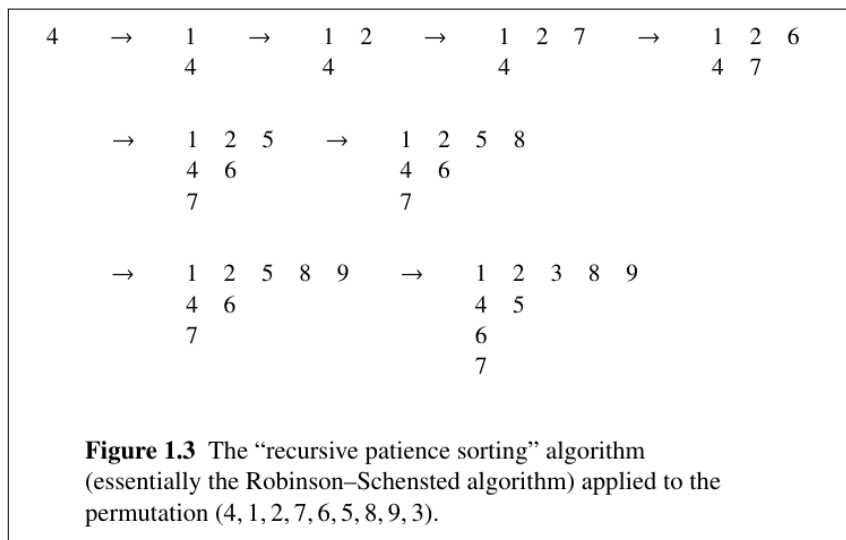 4 → 1 → 1 2 → 1 2 7 → 1 2 6
4 4 4 4 7
→ 1 2 5 → 1 2 5 8
4 6 4 6
7 7
→ 1 2 5 8 9 → 1 2 3 8 9
4 6 4 5
7 6
7
Figure 1.3 The “recursive patience sorting” algorithm
(essentially the Robinson–Schensted algorithm) applied to the
permutation (4, 1, 2, 7, 6, 5, 8, 9, 3).